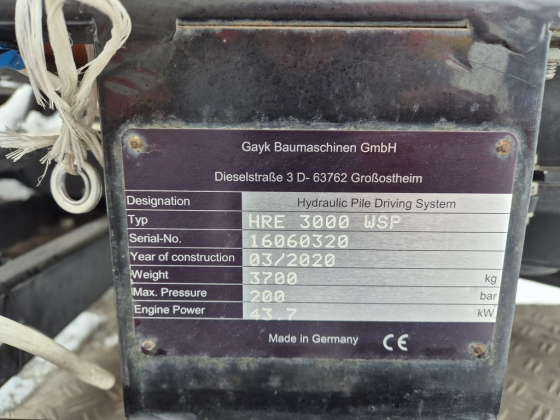 Gayk Baumaschinen GmbH
Dieselstraße 3 D- 63762 Großostheim
Designation Hydraulic Pile Driving System
Typ HRE 3000 WSP
Serial-No. 16060320
Year of construction 03/2020
Weight 3700 kg
Max. Pressure 200 bar
Engine Power 43.7 kW
Made in Germany CE